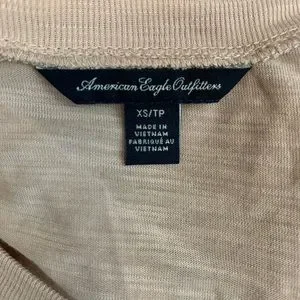 American Eagle Outfitters
XS/TP
MADE IN
VIETNAM
FABRIQUÉ AU
VIETNAM